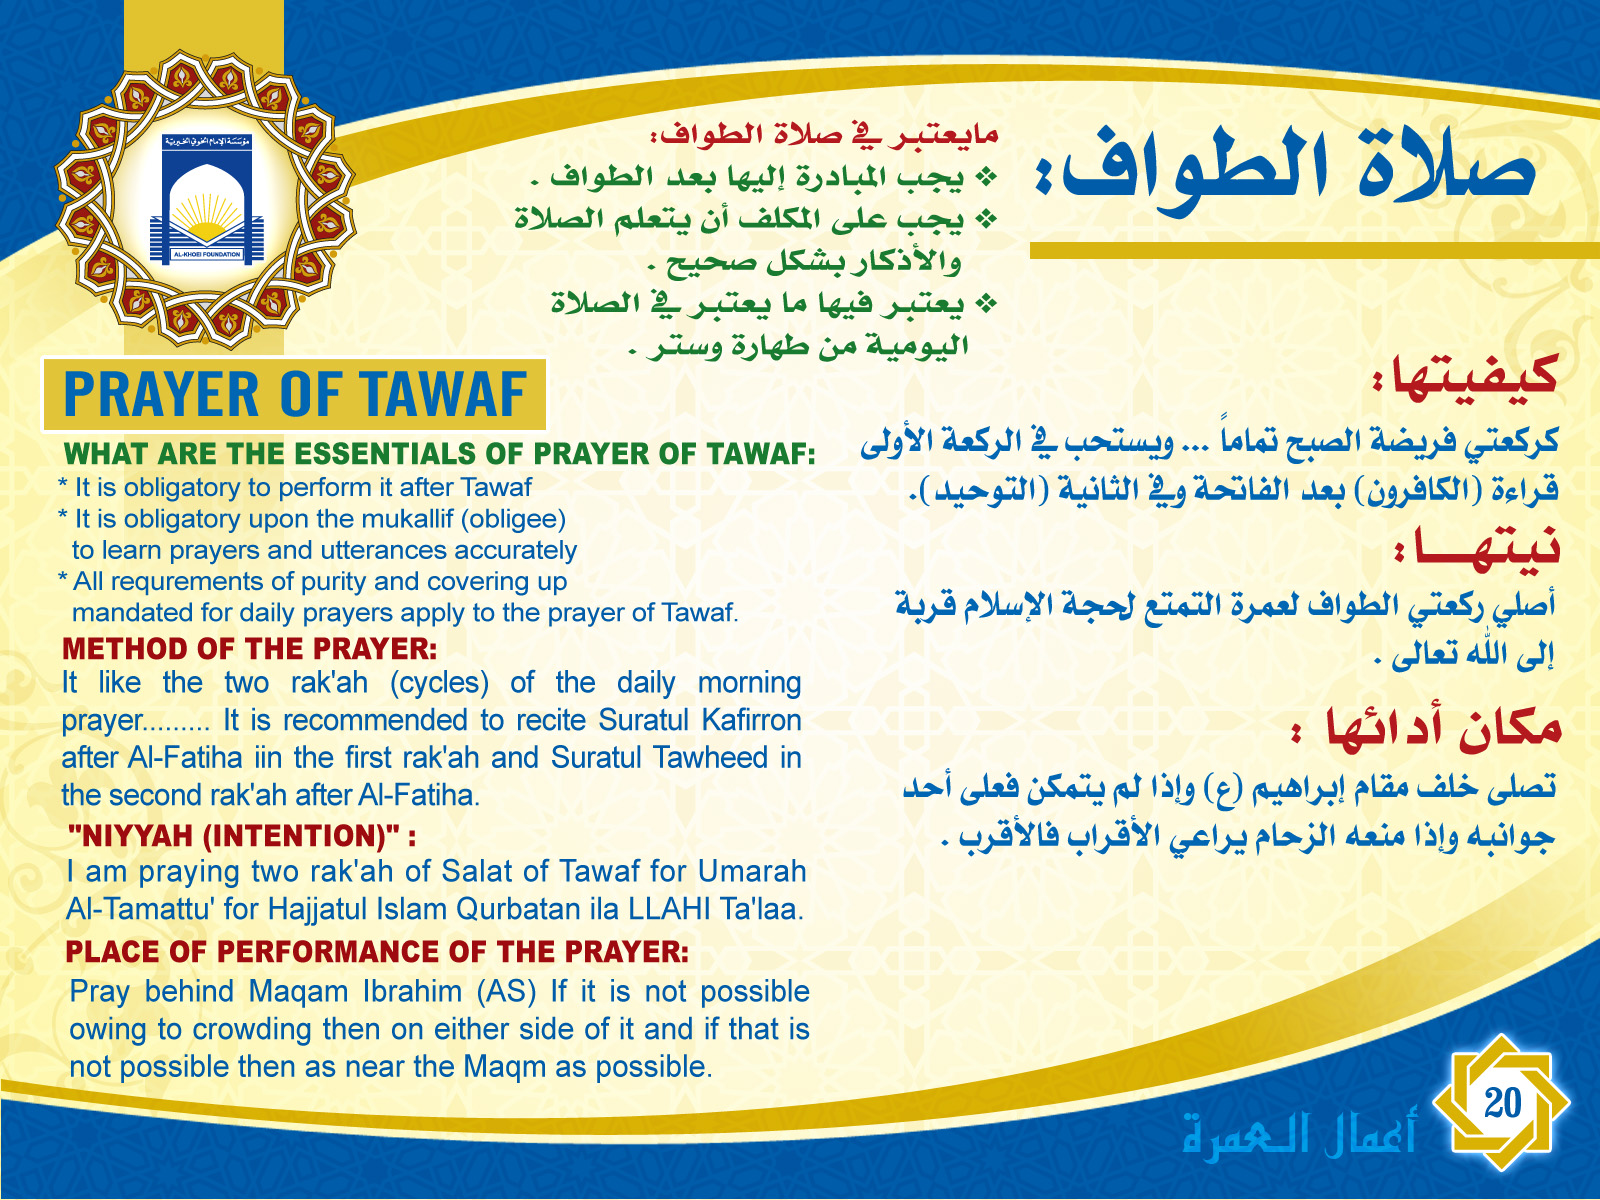 مؤسسة الإمام الخوئي الخيرية
AL-KHOEI FOUNDATION
صلاة الطواف:
مايعتبر في صلاة الطواف:
❖ يجب المبادرة إليها بعد الطواف .
❖ يجب على المكلف أن يتعلم الصلاة
والأذكار بشكل صحيح .
❖ يعتبر فيها ما يعتبر في الصلاة
اليومية من طهارة وستر .
كيفيتها:
كركعتي فريضة الصبح تماماً ... ويستحب في الركعة الأولى
قراءة (الكافرون) بعد الفاتحة وفي الثانية (التوحيد).
نيتهـــا:
أصلي ركعتي الطواف لعمرة التمتع لحجة الإسلام قربة
إلى الله تعالى .
مكان أدائها :
تصلى خلف مقام إبراهيم (ع) وإذا لم يتمكن فعلى أحد
جوانبه وإذا منعه الزحام يراعي الأقراب فالأقرب .
PRAYER OF TAWAF
WHAT ARE THE ESSENTIALS OF PRAYER OF TAWAF:
* It is obligatory to perform it after Tawaf
* It is obligatory upon the mukallif (obligee)
to learn prayers and utterances accurately
* All requrements of purity and covering up
mandated for daily prayers apply to the prayer of Tawaf.
METHOD OF THE PRAYER:
It like the two rak'ah (cycles) of the daily morning
prayer......... It is recommended to recite Suratul Kafirron
after Al-Fatiha iin the first rak'ah and Suratul Tawheed in
the second rak'ah after Al-Fatiha.
"NIYYAH (INTENTION)" :
I am praying two rak'ah of Salat of Tawaf for Umarah
Al-Tamattu' for Hajjatul Islam Qurbatan ila LLAHI Ta'laa.
PLACE OF PERFORMANCE OF THE PRAYER:
Pray behind Maqam Ibrahim (AS) If it is not possible
owing to crowding then on either side of it and if that is
not possible then as near the Maqm as possible.
أعمال العمرة
20